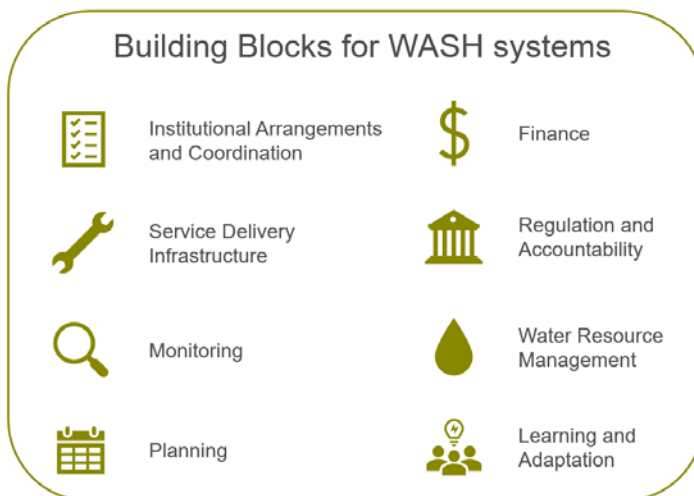 Building Blocks for WASH systems
Institutional Arrangements
and Coordination
Finance
Service Delivery
Infrastructure
Regulation and
Accountability
Monitoring
Water Resource
Management
Planning
Learning and
Adaptation